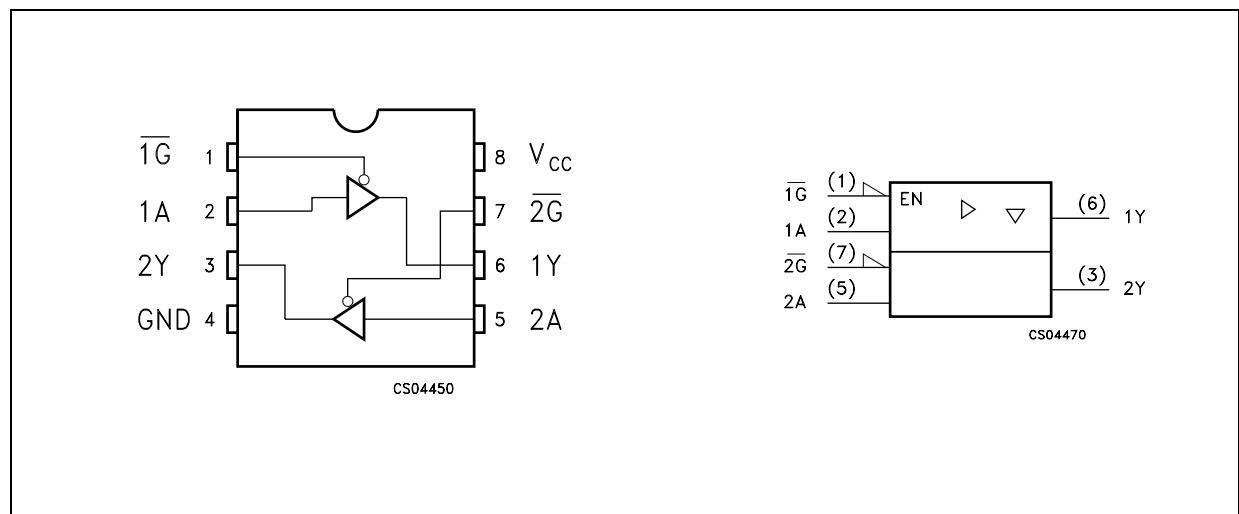 1G 1 8 VCC
1A 2 7 2G
2Y 3 6 1Y
GND 4 5 2A
CS04450
1G (1) EN
1A (2) (6) 1Y
2G (7)
2A (5) (3) 2Y
CS04470